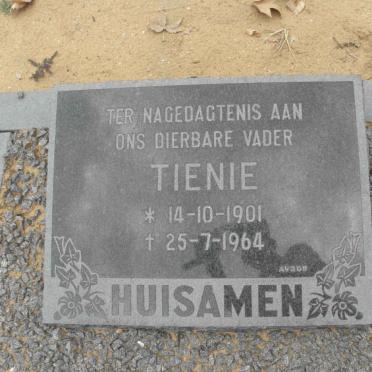 TER NAGEDAGTENIS AAN
ONS DIERBARE VADER
TIENIE
* 14-10-1901
† 25-7-1964
HUISAMEN